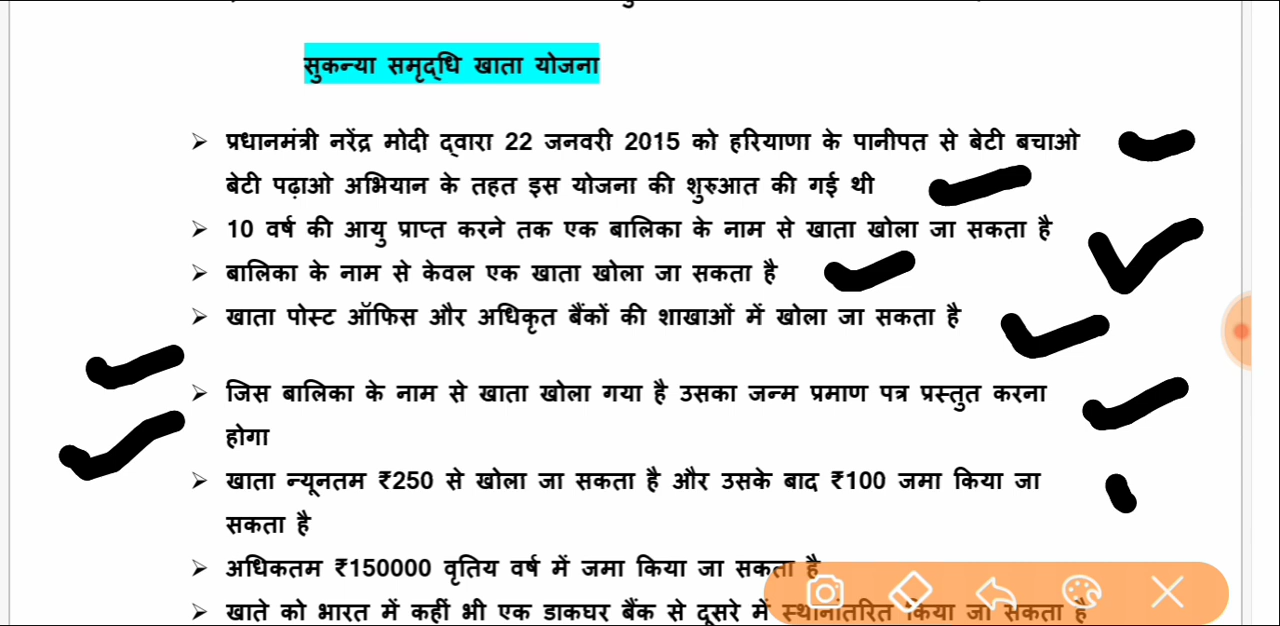 सुकन्या समृद्धि खाता योजना
➢ प्रधानमंत्री नरेंद्र मोदी द्वारा 22 जनवरी 2015 को हरियाणा के पानीपत से बेटी बचाओ
बेटी पढ़ाओ अभियान के तहत इस योजना की शुरुआत की गई थी
➢ 10 वर्ष की आयु प्राप्त करने तक एक बालिका के नाम से खाता खोला जा सकता है
➢ बालिका के नाम से केवल एक खाता खोला जा सकता है
➢ खाता पोस्ट ऑफिस और अधिकृत बैंकों की शाखाओं में खोला जा सकता है
➢ जिस बालिका के नाम से खाता खोला गया है उसका जन्म प्रमाण पत्र प्रस्तुत करना
होगा
➢ खाता न्यूनतम ₹250 से खोला जा सकता है और उसके बाद ₹100 जमा किया जा
सकता है
➢ अधिकतम ₹150000 वृतिय वर्ष में जमा किया जा सकता है
➢ खाते को भारत में कहीं भी एक डाकघर बैंक से दूसरे में स्थानांतरित किया जा सकता है